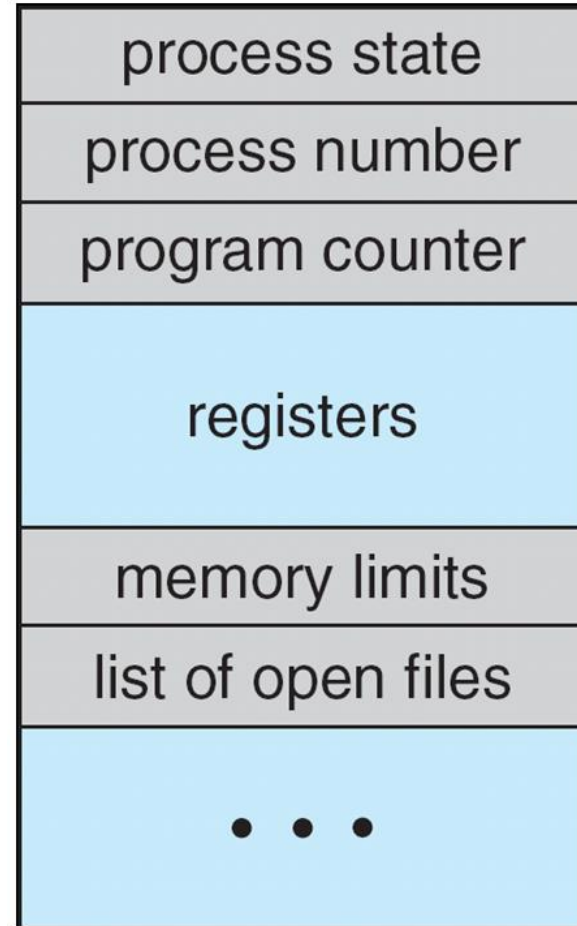 process state
process number
program counter
registers
memory limits
list of open files
• • •